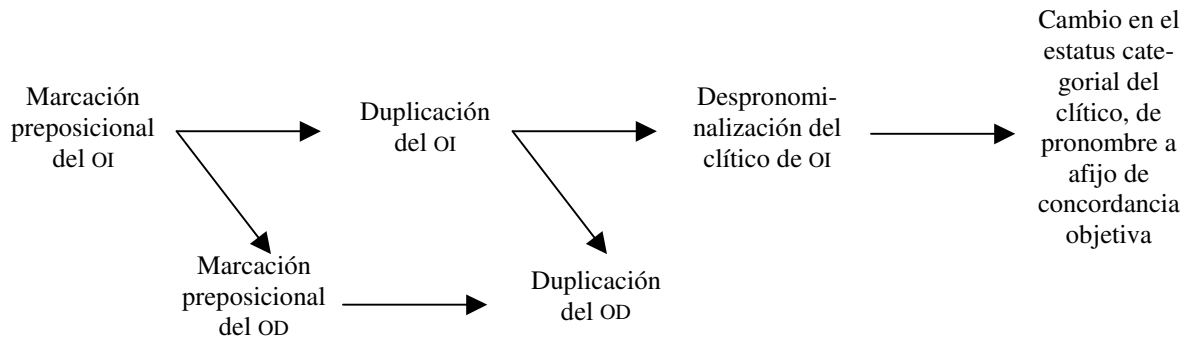 Marcación
preposicional
del OI
Duplicación
del OI
Despronomi-
nalización del
clítico de OI
Cambio en el
estatus cate-
gorial del
clítico, de
pronombre a
afijo de
concordancia
objetiva
Marcación
preposicional
del OD
Duplicación
del OD